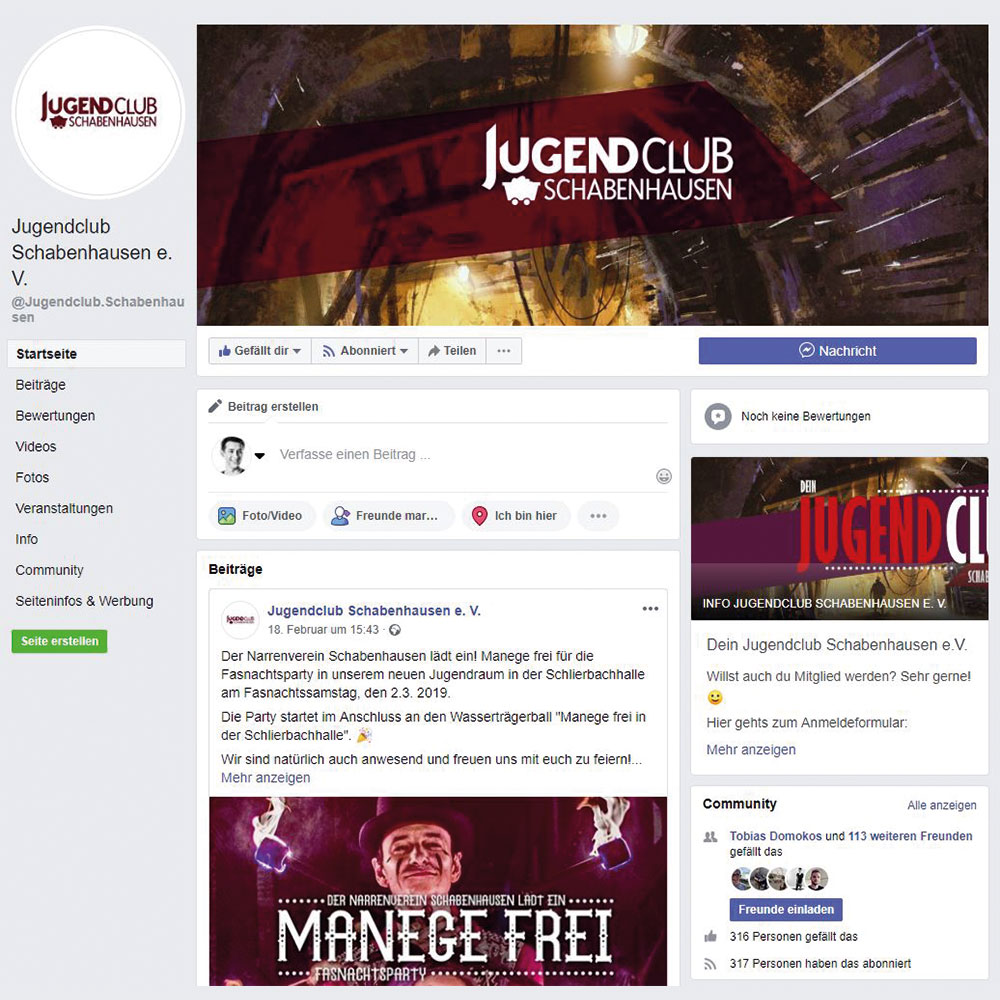 JUGENDCLUB
SCHABENHAUSEN
Jugendclub
Schabenhausen e.
V.
@Jugendclub.Schabenhau
sen
Startseite
Beiträge
Bewertungen
Videos
Fotos
Veranstaltungen
Info
Community
Seiteninfos & Werbung
Seite erstellen
JUGENDCLUB
SCHABENHAUSEN
Gefällt dir
Abonniert
Teilen
...
Nachricht
Beitrag erstellen
Verfasse einen Beitrag ...
Foto/Video
Freunde mar...
Ich bin hier
...
Beiträge
JUGENDCLUB
SCHABENHAUSEN
Jugendclub Schabenhausen e. V.
...
18. Februar um 15:43 ·
Der Narrenverein Schabenhausen lädt ein! Manege frei für die
Fasnachtsparty in unserem neuen Jugendraum in der Schlierbachhalle
am Fasnachtssamstag, den 2.3. 2019.
Die Party startet im Anschluss an den Wasserträgerball "Manege frei in
der Schlierbachhalle". 🎉
Wir sind natürlich auch anwesend und freuen uns mit euch zu feiern!...
Mehr anzeigen
DER NARRENVEREIN SCHABENHAUSEN LÄDT EIN
MANEGE FREI
FASNACHTSPARTY
Noch keine Bewertungen
DEIN
JUGENDCLU
SCHAB
INFO JUGENDCLUB SCHABENHAUSEN E. V.
Dein Jugendclub Schabenhausen e.V.
Willst auch du Mitglied werden? Sehr gerne!
😀
Hier gehts zum Anmeldeformular:
Mehr anzeigen
Community
Alle anzeigen
Tobias Domokos und 113 weiteren Freunden
gefällt das
Freunde einladen
316 Personen gefällt das
317 Personen haben das abonniert